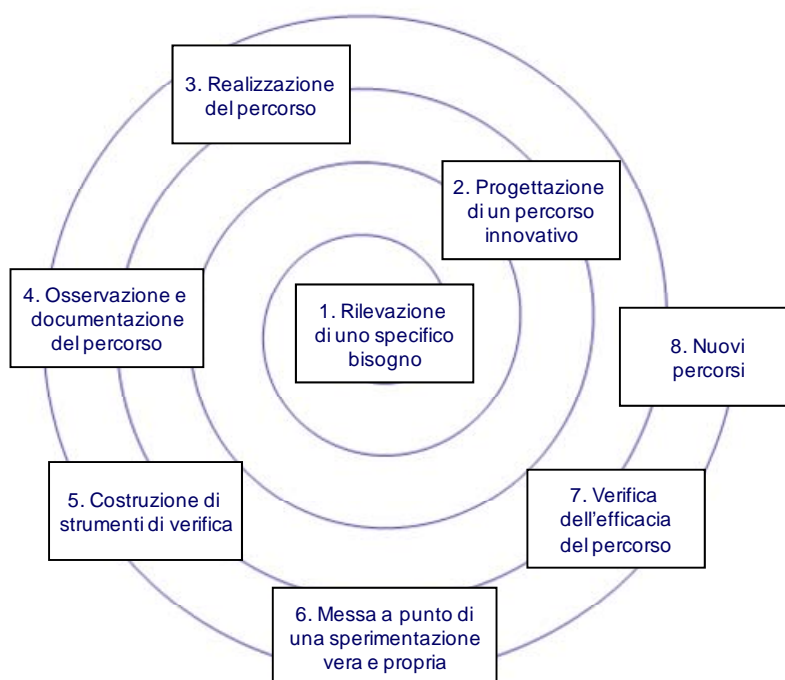 1. Rilevazione
di uno specifico
bisogno
2. Progettazione
di un percorso
innovativo
3. Realizzazione
del percorso
4. Osservazione e
documentazione
del percorso
5. Costruzione di
strumenti di verifica
6. Messa a punto di
una sperimentazione
vera e propria
7. Verifica
dell'efficacia
del percorso
8. Nuovi
percorsi